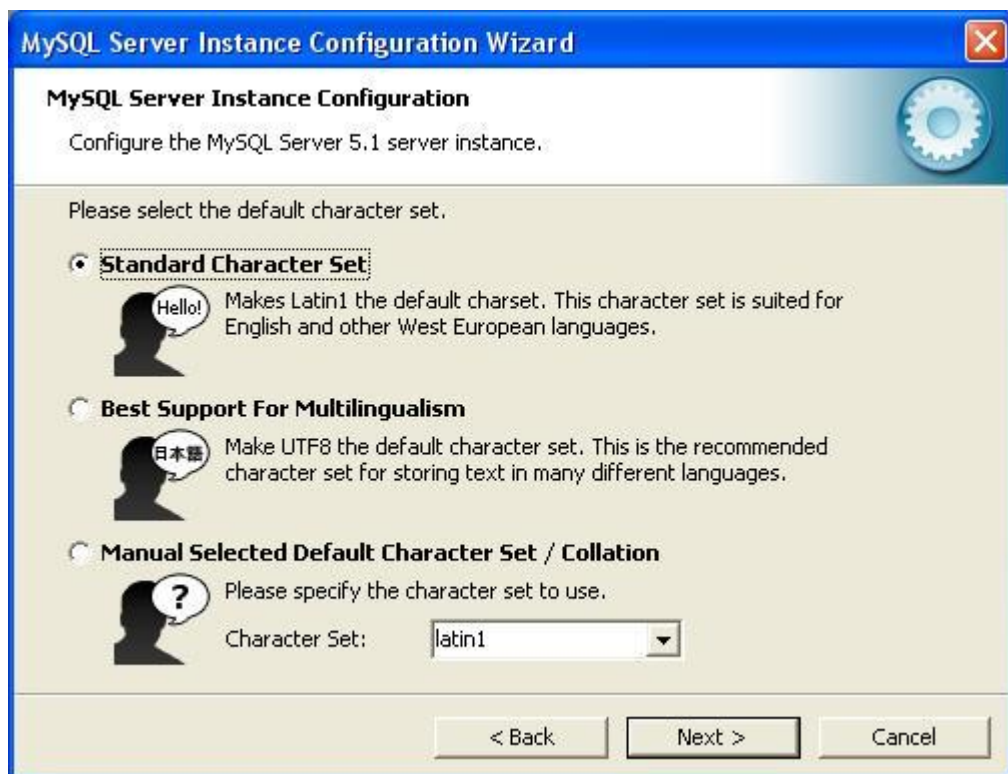 MySQL Server Instance Configuration Wizard
MySQL Server Instance Configuration
Configure the MySQL Server 5.1 server instance.
Please select the default character set.
Standard Character Set
Hello!
Makes Latin1 the default charset. This character set is suited for
English and other West European languages.
Best Support For Multilingualism
日本語
Make UTF8 the default character set. This is the recommended
character set for storing text in many different languages.
Manual Selected Default Character Set / Collation
?
Please specify the character set to use.
Character Set: latin1
< Back Next > Cancel